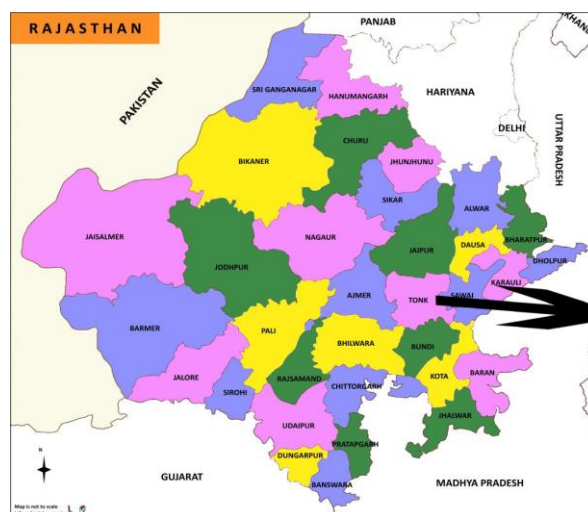 RAJASTHAN
PANJAB
PAKISTAN
SRI GANGANAGAR
HANUMANGARH
HARIYANA
DELHI
UTTAR PRADESH
CHURU
BIKANER
JHUNJHUNU
SIKAR
ALWAR
JAISALMER
NAGAUR
JAIPUR
DAUSA
BHARATPUR
DHOLPUR
JODHPUR
KARAULI
AJMER
TONK
SAWAI
BARMER
PALI
BHILWARA
BUNDI
JALORE
RAJSAMAND
KOTA
BARAN
SIROHI
CHITTORGARH
JHALWAR
UDAIPUR
PRATAPGARH
DUNGARPUR
BANSWARA
N
GUJARAT
MADHYA PRADESH
Map is not to scale